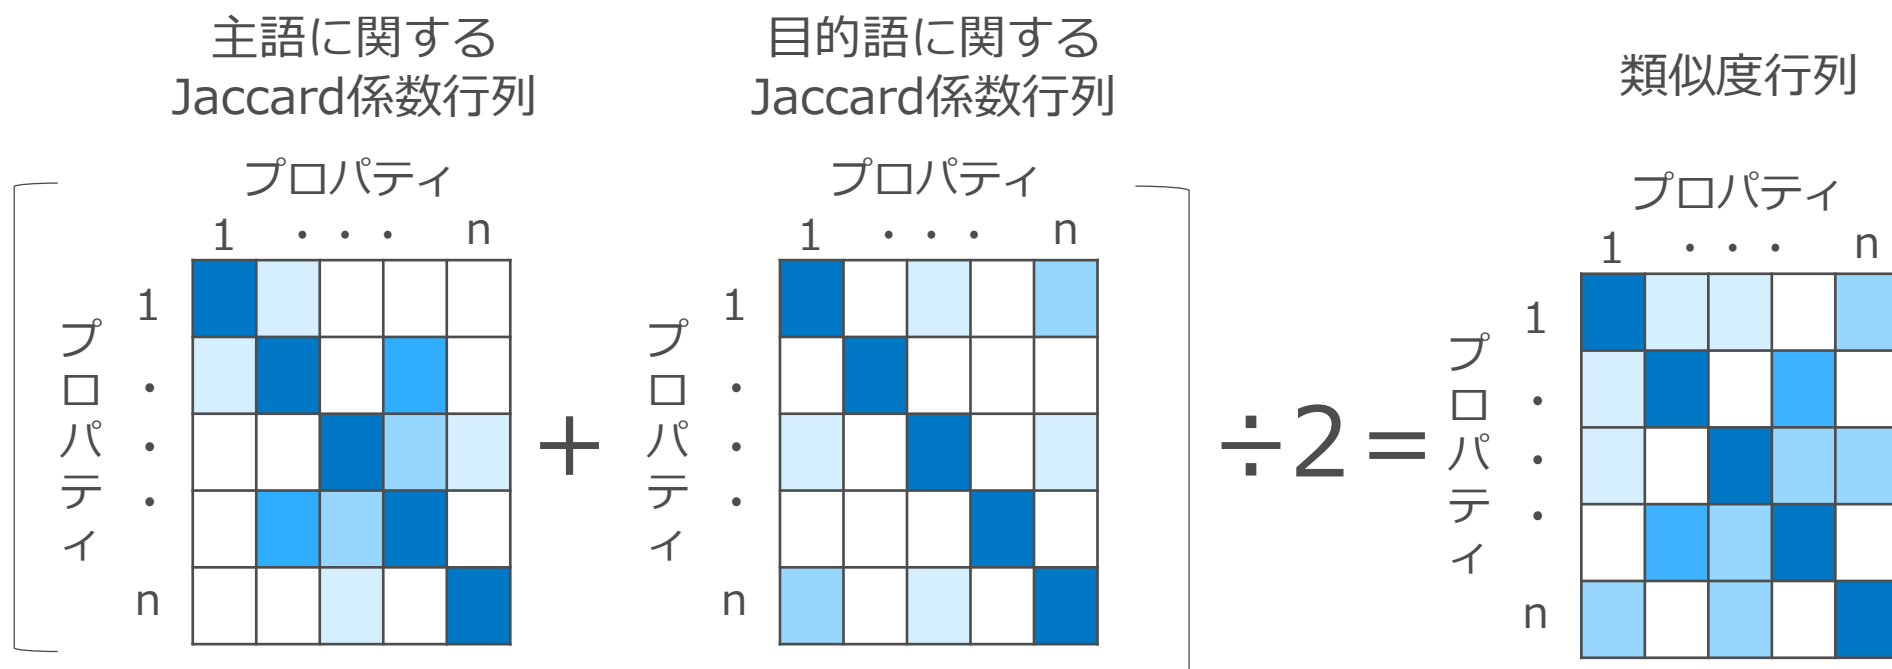 主語に関する
Jaccard係数行列
プロパティ
1 ・・・ n
プロパティ
1
・
・
・
n
+
目的語に関する
Jaccard係数行列
プロパティ
1 ・・・ n
プロパティ
1
・
・
・
n
÷2=
類似度行列
プロパティ
1 ・・・ n
プロパティ
1
・
・
・
n